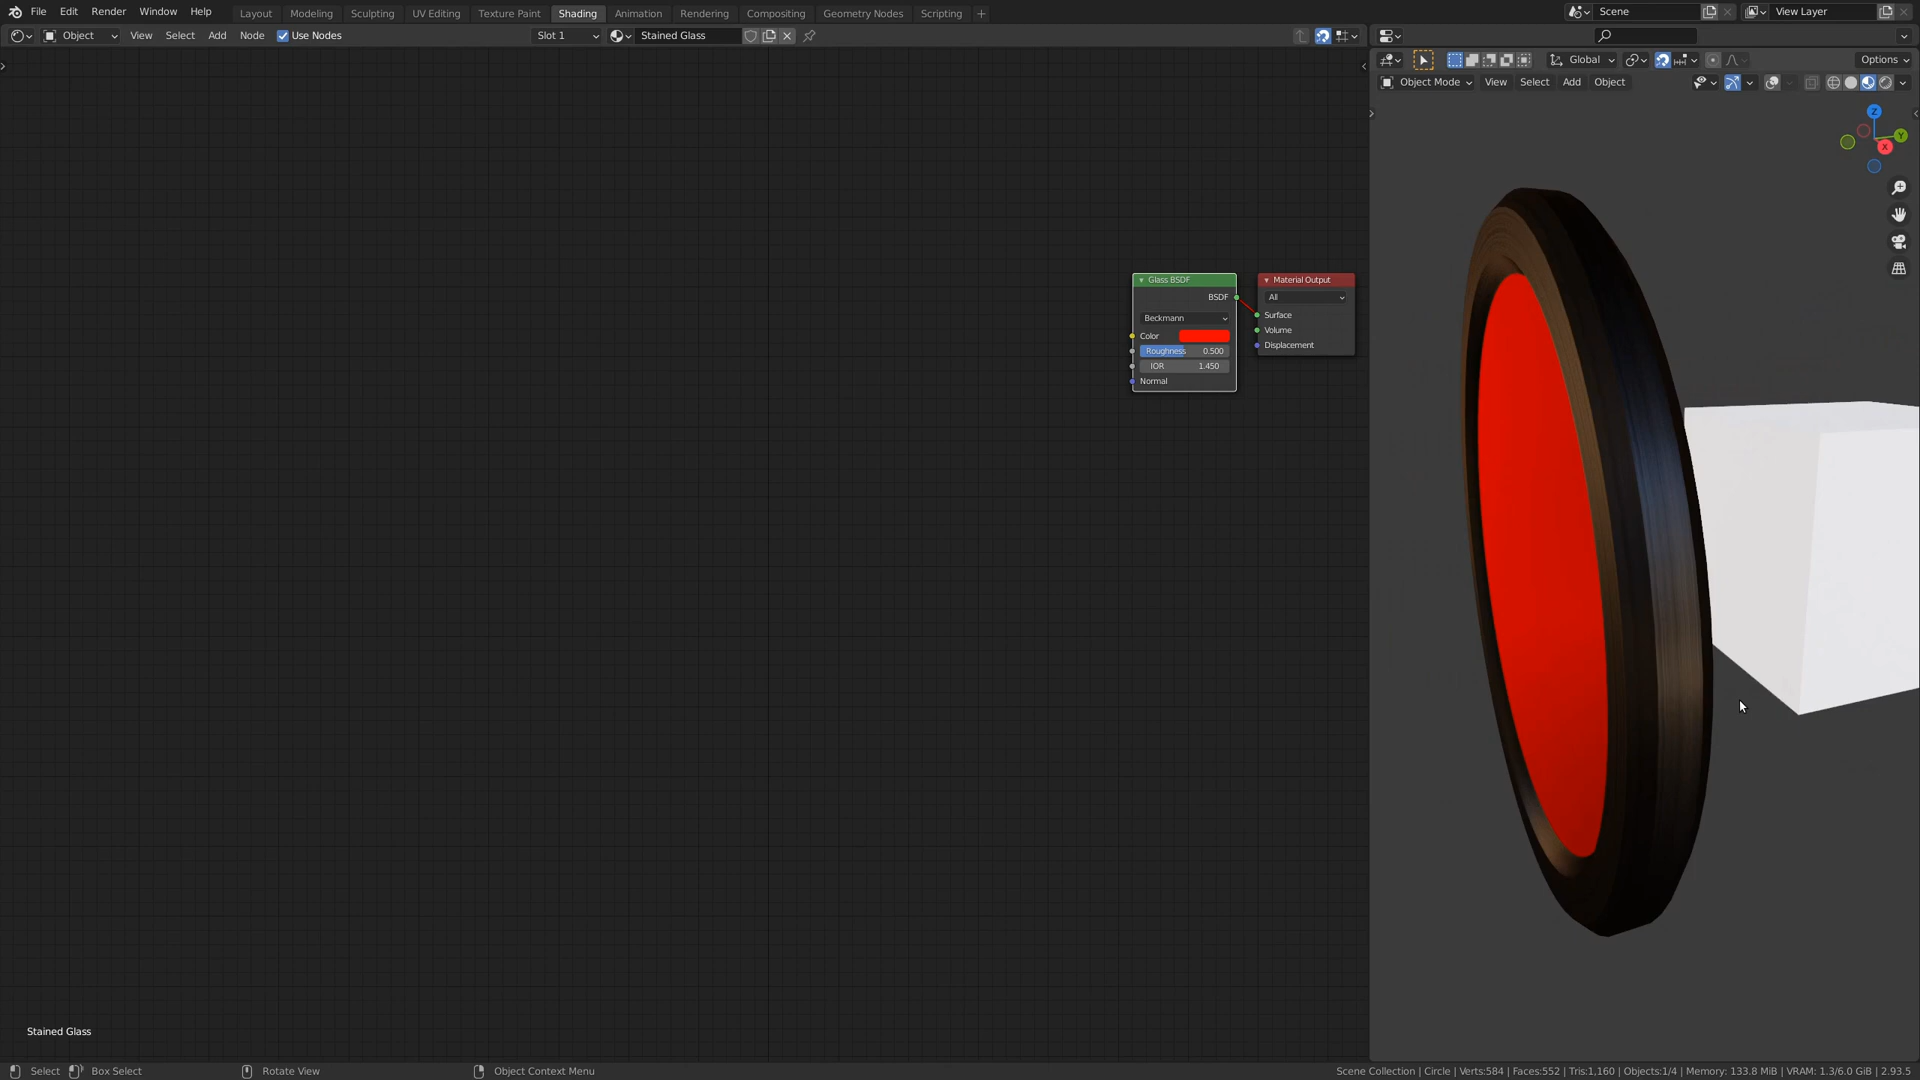 File Edit Render Window Help Layout Modeling Sculpting UV Editing Texture Paint Shading Animation Rendering Compositing Geometry Nodes Scripting + Scene View Layer
Object View Select Add Node Use Nodes Slot 1 Stained Glass
Global Options
Object Mode View Select Add Object
Z
Y
X
Glass BSDF
BSDF
Beckmann
Color
Roughness 0.500
IOR 1.450
Normal
Material Output
All
Surface
Volume
Displacement
Stained Glass
Select Box Select Rotate View Object Context Menu Scene Collection | Circle | Verts:584 | Faces:552 | Tris:1,160 | Objects:1/4 | Memory: 133.8 MiB | VRAM: 1.3/6.0 GiB | 2.93.5